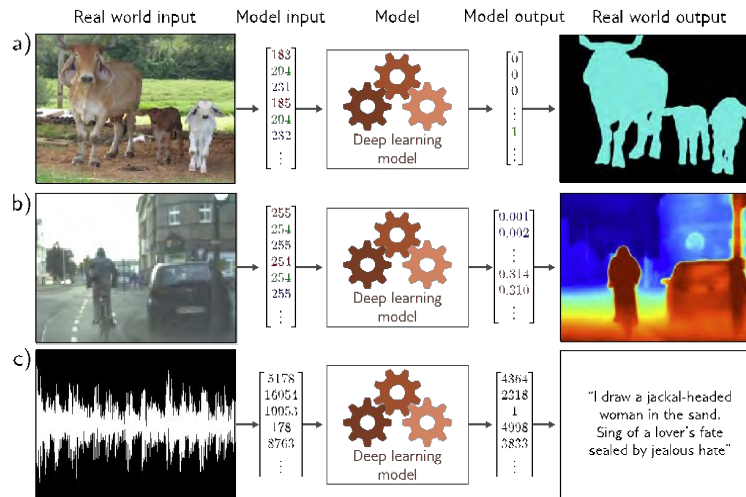 Real world input Model input Model Model output Real world output
a)
183
204
231
185
204
232
⋮
Deep learning
model
0
0
0
⋮
1
⋮
b)
255
254
255
251
254
255
⋮
Deep learning
model
0.001
0.002
⋮
0.314
0.310
⋮
c)
5178
16054
10053
178
8763
⋮
Deep learning
model
4364
2318
1
4998
3833
⋮
“I draw a jackal-headed
woman in the sand.
Sing of a lover’s fate
sealed by jealous hate”